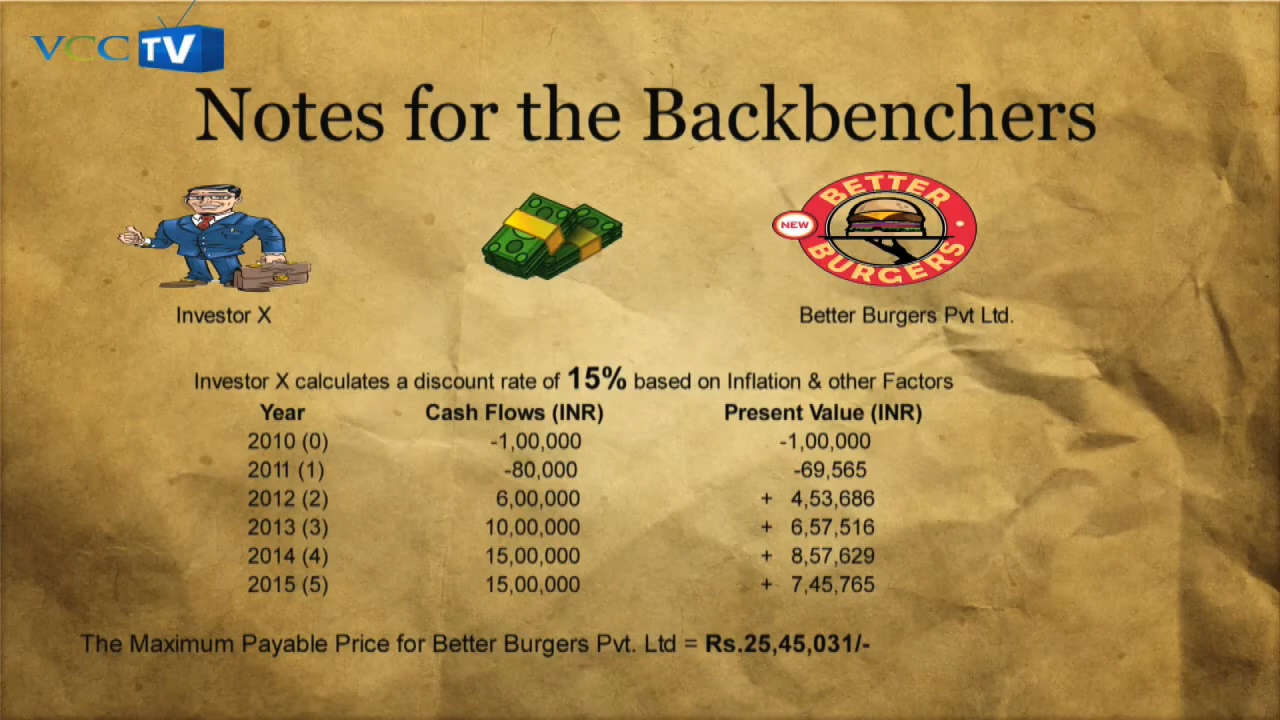 VCC TV
Notes for the Backbenchers
BETTER
NEW
BURGERS
Investor X
Better Burgers Pvt Ltd.
Investor X calculates a discount rate of 15% based on Inflation & other Factors
Year Cash Flows (INR) Present Value (INR)
2010 (0) -1,00,000 -1,00,000
2011 (1) -80,000 -69,565
2012 (2) 6,00,000 + 4,53,686
2013 (3) 10,00,000 + 6,57,516
2014 (4) 15,00,000 + 8,57,629
2015 (5) 15,00,000 + 7,45,765
The Maximum Payable Price for Better Burgers Pvt. Ltd = Rs.25,45,031/-